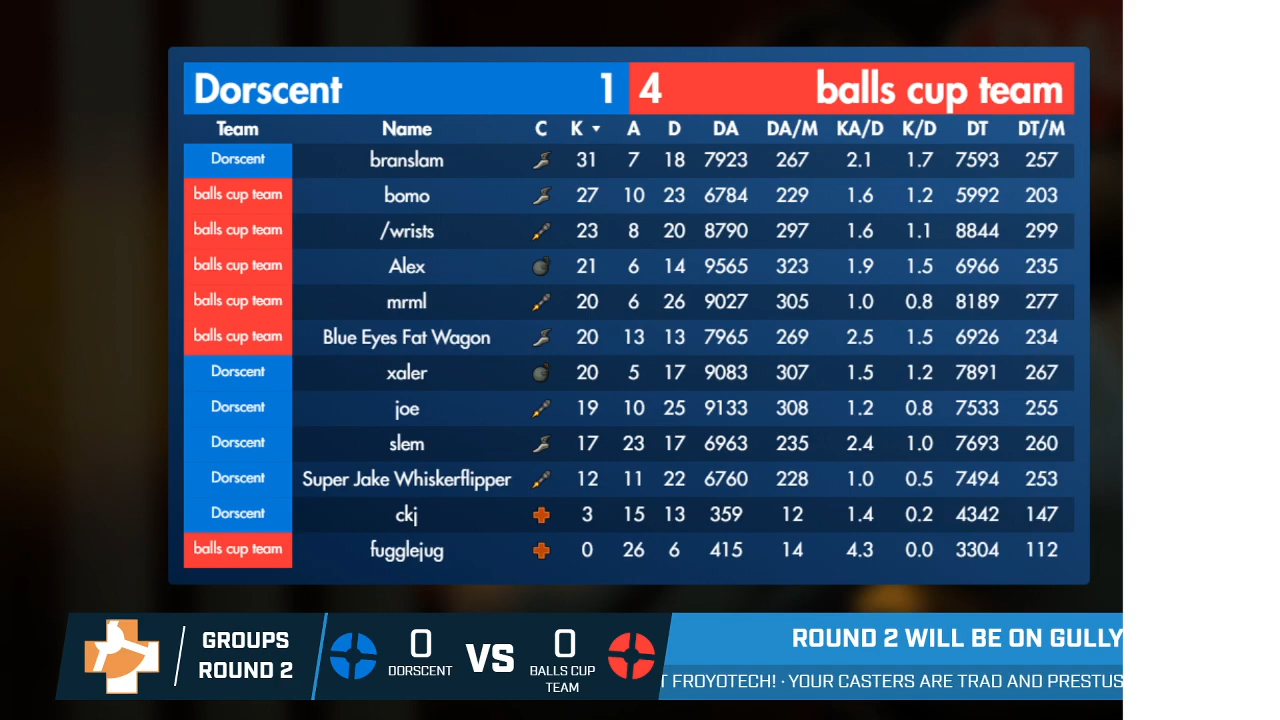 Dorscent 1 4 balls cup team
Team Name C K A D DA DA/M KA/D K/D DT DT/M
Dorscent branslam 31 7 18 7923 267 2.1 1.7 7593 257
balls cup team bomo 27 10 23 6784 229 1.6 1.2 5992 203
balls cup team /wrists 23 8 20 8790 297 1.6 1.1 8844 299
balls cup team Alex 21 6 14 9565 323 1.9 1.5 6966 235
balls cup team mrml 20 6 26 9027 305 1.0 0.8 8189 277
balls cup team Blue Eyes Fat Wagon 20 13 13 7965 269 2.5 1.5 6926 234
Dorscent xaler 20 5 17 9083 307 1.5 1.2 7891 267
Dorscent joe 19 10 25 9133 308 1.2 0.8 7533 255
Dorscent slem 17 23 17 6963 235 2.4 1.0 7693 260
Dorscent Super Jake Whiskerflipper 12 11 22 6760 228 1.0 0.5 7494 253
Dorscent ckj 3 15 13 359 12 1.4 0.2 4342 147
balls cup team fugglejug 0 26 6 415 14 4.3 0.0 3304 112
GROUPS
ROUND 2
0
DORSCENT
VS
0
BALLS CUP
TEAM
ROUND 2 WILL BE ON GULLY
T FROYOTECH! · YOUR CASTERS ARE TRAD AND PRESTUS